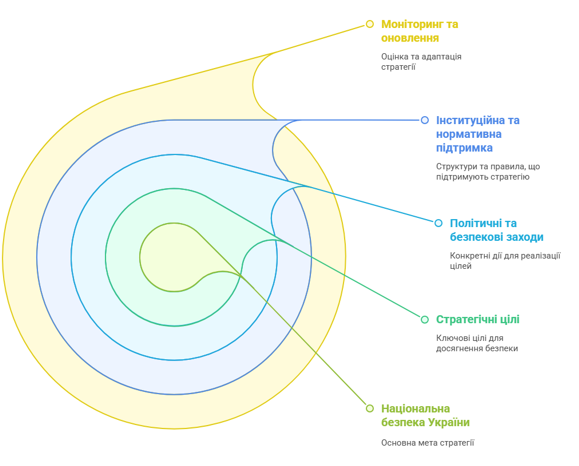 Моніторинг та
оновлення
Оцінка та адаптація
стратегії
Інституційна та
нормативна
підтримка
Структури та правила, що
підтримують стратегію
Політичні та
безпекові заходи
Конкретні дії для реалізації
цілей
Стратегічні цілі
Ключові цілі для
досягнення безпеки
Національна
безпека України
Основна мета стратегії